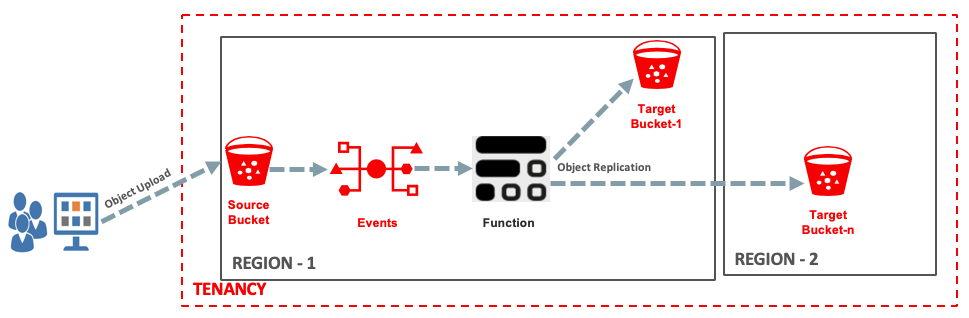 Object Upload
Source
Bucket
Events
Function
Object Replication
Target
Bucket-1
Target
Bucket-n
REGION - 1
REGION - 2
TENANCY